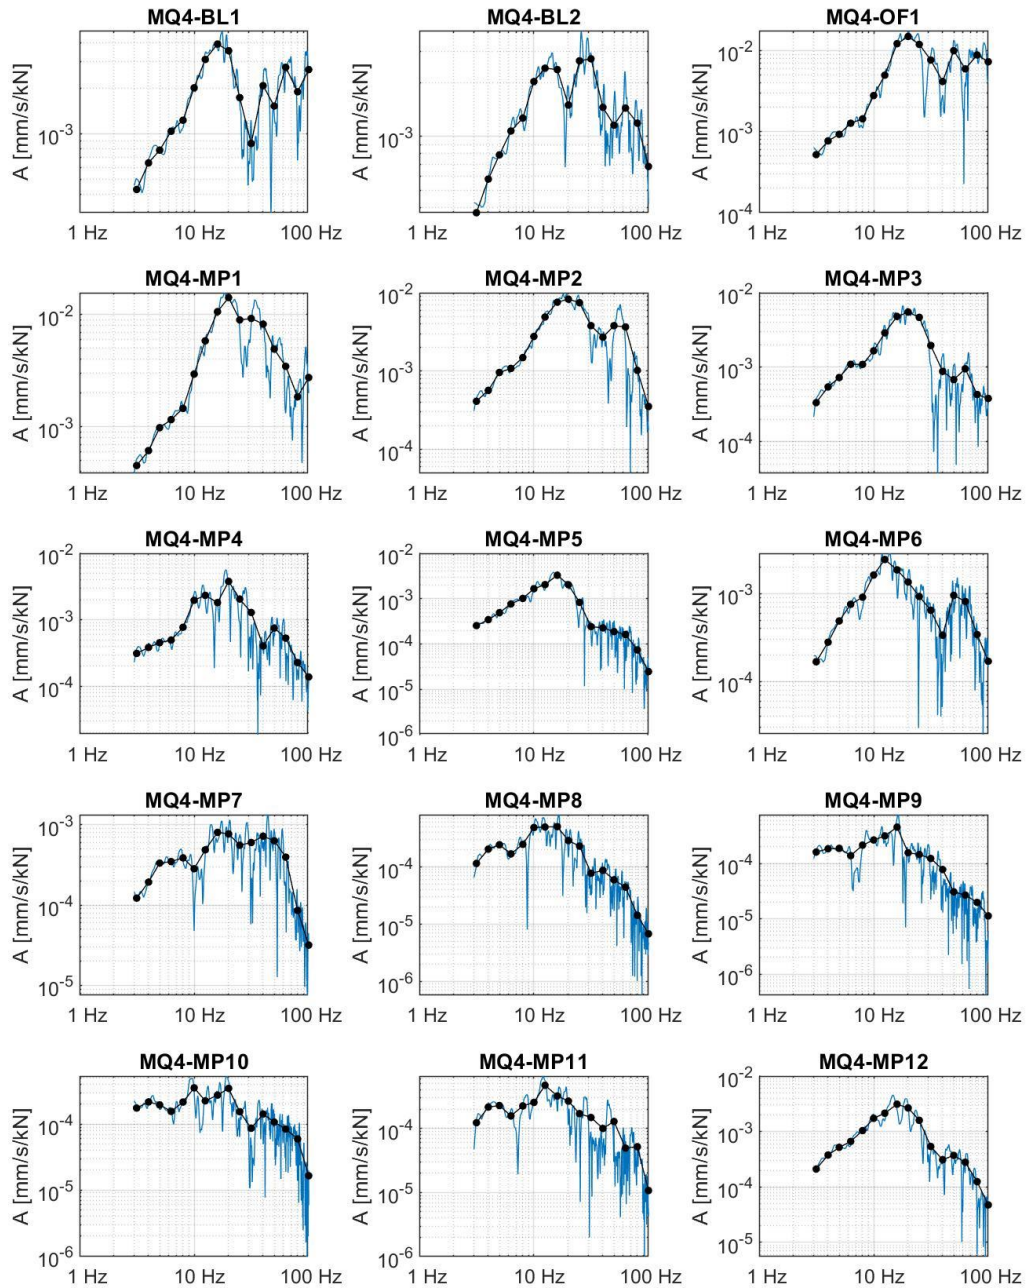 MQ4-BL1 MQ4-BL2 MQ4-OF1
A [mm/s/kN] 10^-3 A [mm/s/kN] 10^-3 A [mm/s/kN] 10^-2 10^-3 10^-4
1 Hz 10 Hz 100 Hz 1 Hz 10 Hz 100 Hz 1 Hz 10 Hz 100 Hz
MQ4-MP1 MQ4-MP2 MQ4-MP3
A [mm/s/kN] 10^-2 10^-3 A [mm/s/kN] 10^-2 10^-3 10^-4 A [mm/s/kN] 10^-2 10^-3 10^-4
1 Hz 10 Hz 100 Hz 1 Hz 10 Hz 100 Hz 1 Hz 10 Hz 100 Hz
MQ4-MP4 MQ4-MP5 MQ4-MP6
A [mm/s/kN] 10^-2 10^-3 10^-4 A [mm/s/kN] 10^-2 10^-3 10^-4 10^-5 10^-6 A [mm/s/kN] 10^-3 10^-4
1 Hz 10 Hz 100 Hz 1 Hz 10 Hz 100 Hz 1 Hz 10 Hz 100 Hz
MQ4-MP7 MQ4-MP8 MQ4-MP9
A [mm/s/kN] 10^-3 10^-4 10^-5 A [mm/s/kN] 10^-4 10^-5 10^-6 A [mm/s/kN] 10^-4 10^-5 10^-6
1 Hz 10 Hz 100 Hz 1 Hz 10 Hz 100 Hz 1 Hz 10 Hz 100 Hz
MQ4-MP10 MQ4-MP11 MQ4-MP12
A [mm/s/kN] 10^-4 10^-5 10^-6 A [mm/s/kN] 10^-4 10^-5 10^-6 A [mm/s/kN] 10^-2 10^-3 10^-4 10^-5
1 Hz 10 Hz 100 Hz 1 Hz 10 Hz 100 Hz 1 Hz 10 Hz 100 Hz